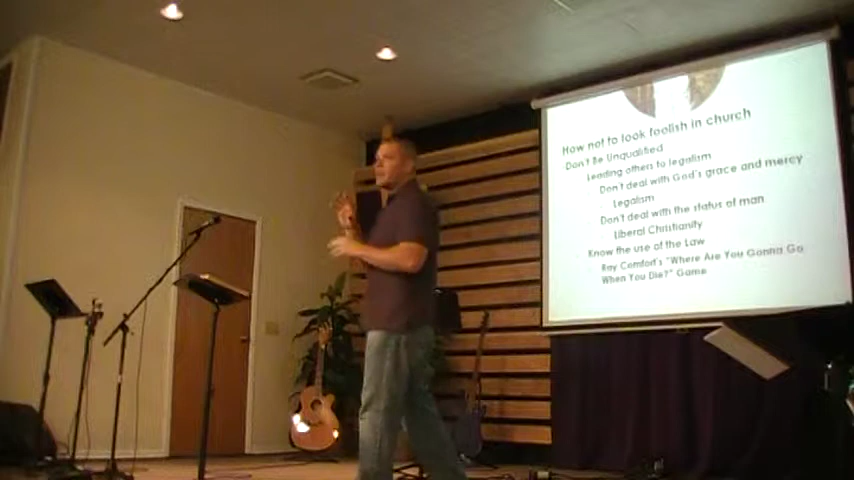 How not to look foolish in church
Don't Be Unqualified
Leading others to legalism
Don't deal with God's grace and mercy
Legalism
Don't deal with the status of man
Liberal Christianity
Know the use of the Law
Ray Comfort's "Where Are You Gonna Go
When You Die?" Game